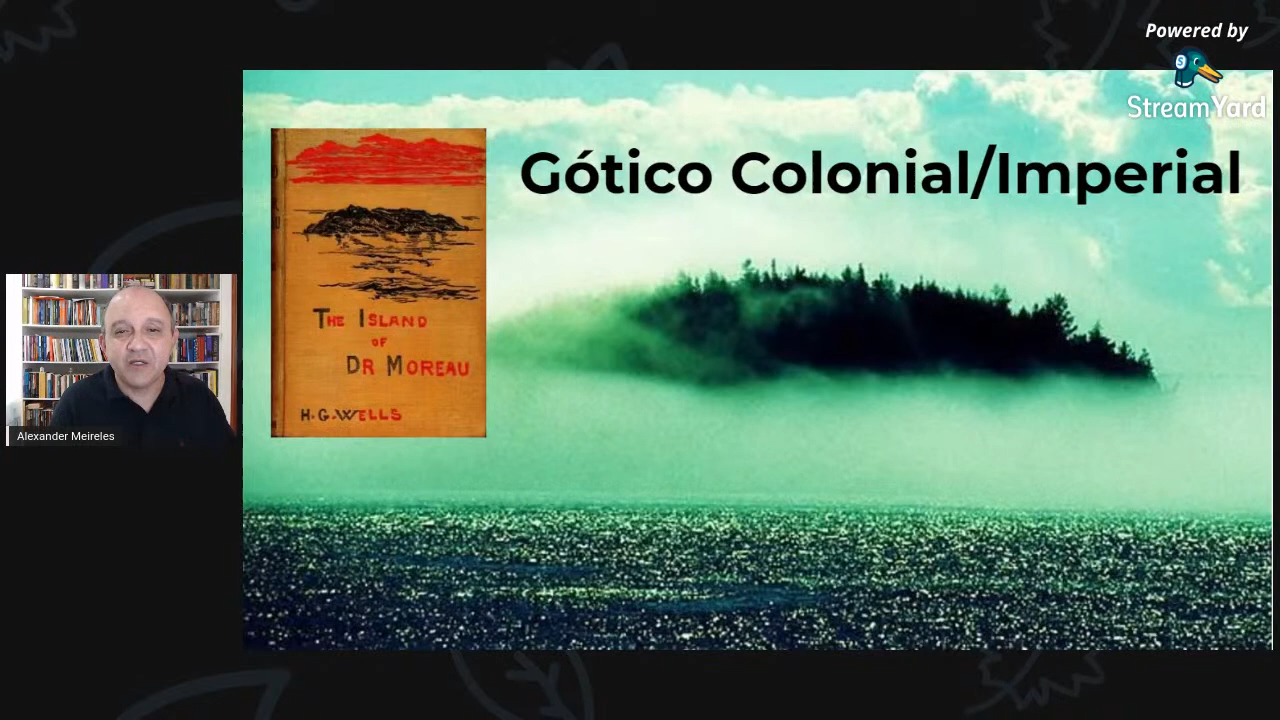 Powered by
StreamYard
Gótico Colonial/Imperial
THE ISLAND
OF
DR MOREAU
H.G.WELLS
Alexander Meireles